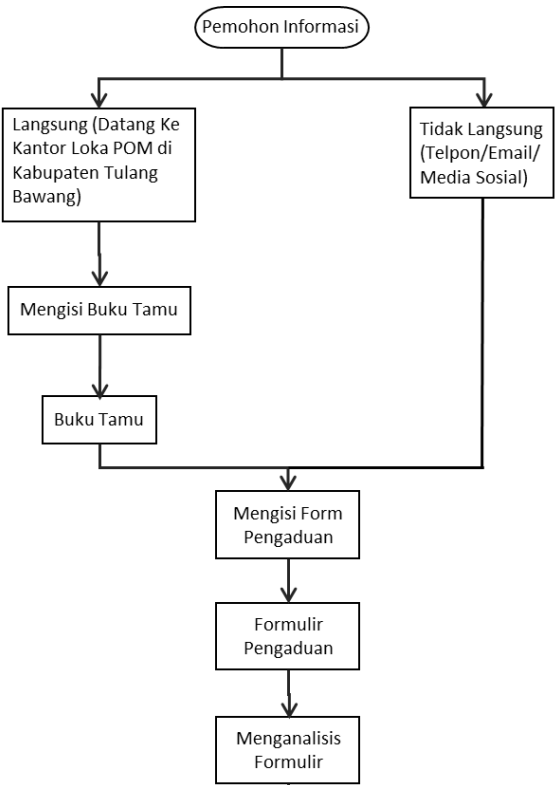 Pemohon Informasi
Langsung (Datang Ke
Kantor Loka POM di
Kabupaten Tulang
Bawang)
Tidak Langsung
(Telpon/Email/
Media Sosial)
Mengisi Buku Tamu
Buku Tamu
Mengisi Form
Pengaduan
Formulir
Pengaduan
Menganalisis
Formulir